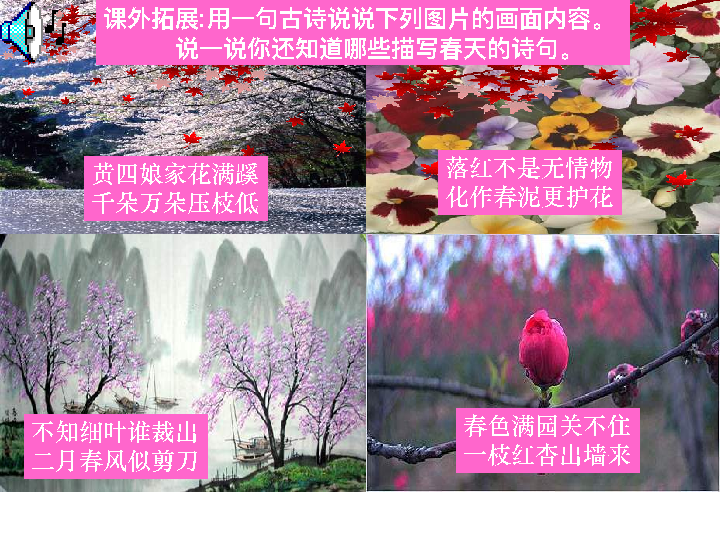 课外拓展:用一句古诗说说下列图片的画面内容。
说一说你还知道哪些描写春天的诗句。
黄四娘家花满蹊
千朵万朵压枝低
落红不是无情物
化作春泥更护花
不知细叶谁裁出
二月春风似剪刀
春色满园关不住
一枝红杏出墙来